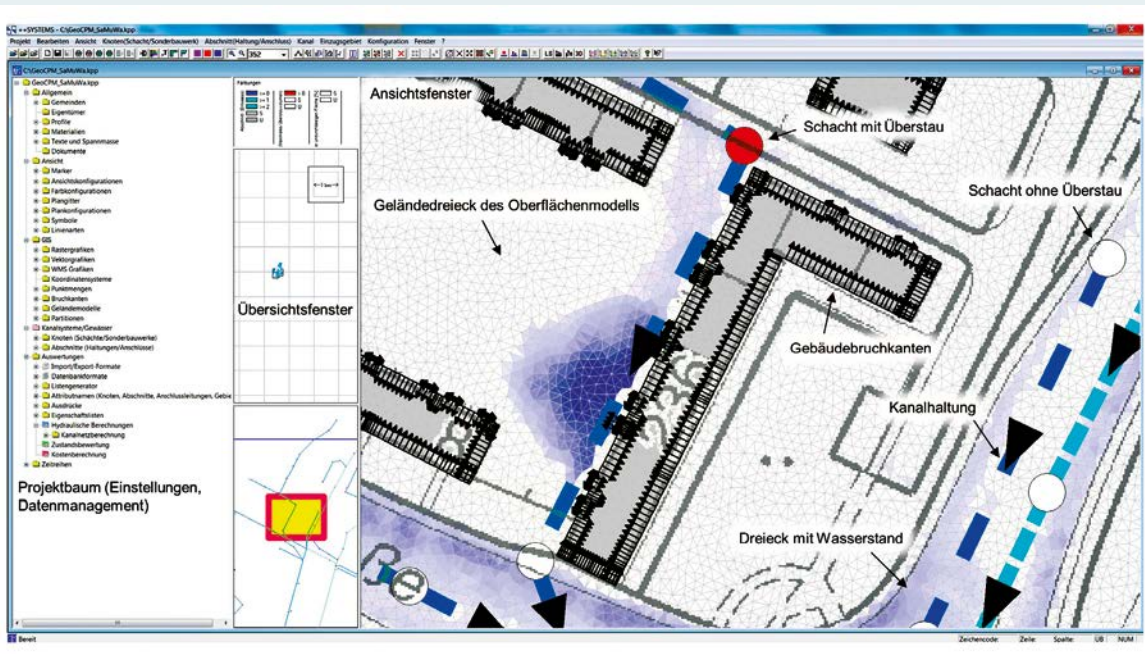 ++SYSTEMS - C:\GeoCPM_SaMuWa.kpp
Projekt Bearbeiten Ansicht Knoten(Schacht/Sonderbauwerk) Abschnitt(Haltung/Anschluss) Kanal Einzugsgebiet Konfiguration Fenster ?
352
C:\GeoCPM_SaMuWa.kpp
GeoCPM_SaMuWa.kpp
Allgemein
Gemeinden
Eigentümer
Profile
Materialien
Texte und Spannmasse
Dokumente
Ansicht
Marker
Ansichtskonfigurationen
Farbkonfigurationen
Plangitter
Plankonfigurationen
Symbole
Linienarten
GIS
Rastergrafiken
Vektorgrafiken
WMS Grafiken
Koordinatensysteme
Punktmengen
Bruchkanten
Geländemodelle
Partitionen
Kanalsysteme/Gewässer
Knoten (Schächte/Sonderbauwerke)
Abschnitte (Haltungen/Anschlüsse)
Auswertungen
Import/Export-Formate
Datenbankformate
Listengenerator
Attributnamen (Knoten, Abschnitte, Anschlussleitungen, Gebie
Ausdrücke
Eigenschaftslisten
Hydraulische Berechnungen
Kanalnetzberechnung
Zustandsbewertung
Kostenberechnung
Zeitreihen
Projektbaum (Einstellungen,
Datenmanagement)
Übersichtsfenster
Ansichtsfenster
Schacht mit Überstau
Schacht ohne Überstau
Geländedreieck des Oberflächenmodells
Gebäudebruchkanten
Kanalhaltung
Dreieck mit Wasserstand
Bereit
Zeichencode: Zeile: Spalte: ÜB NUM